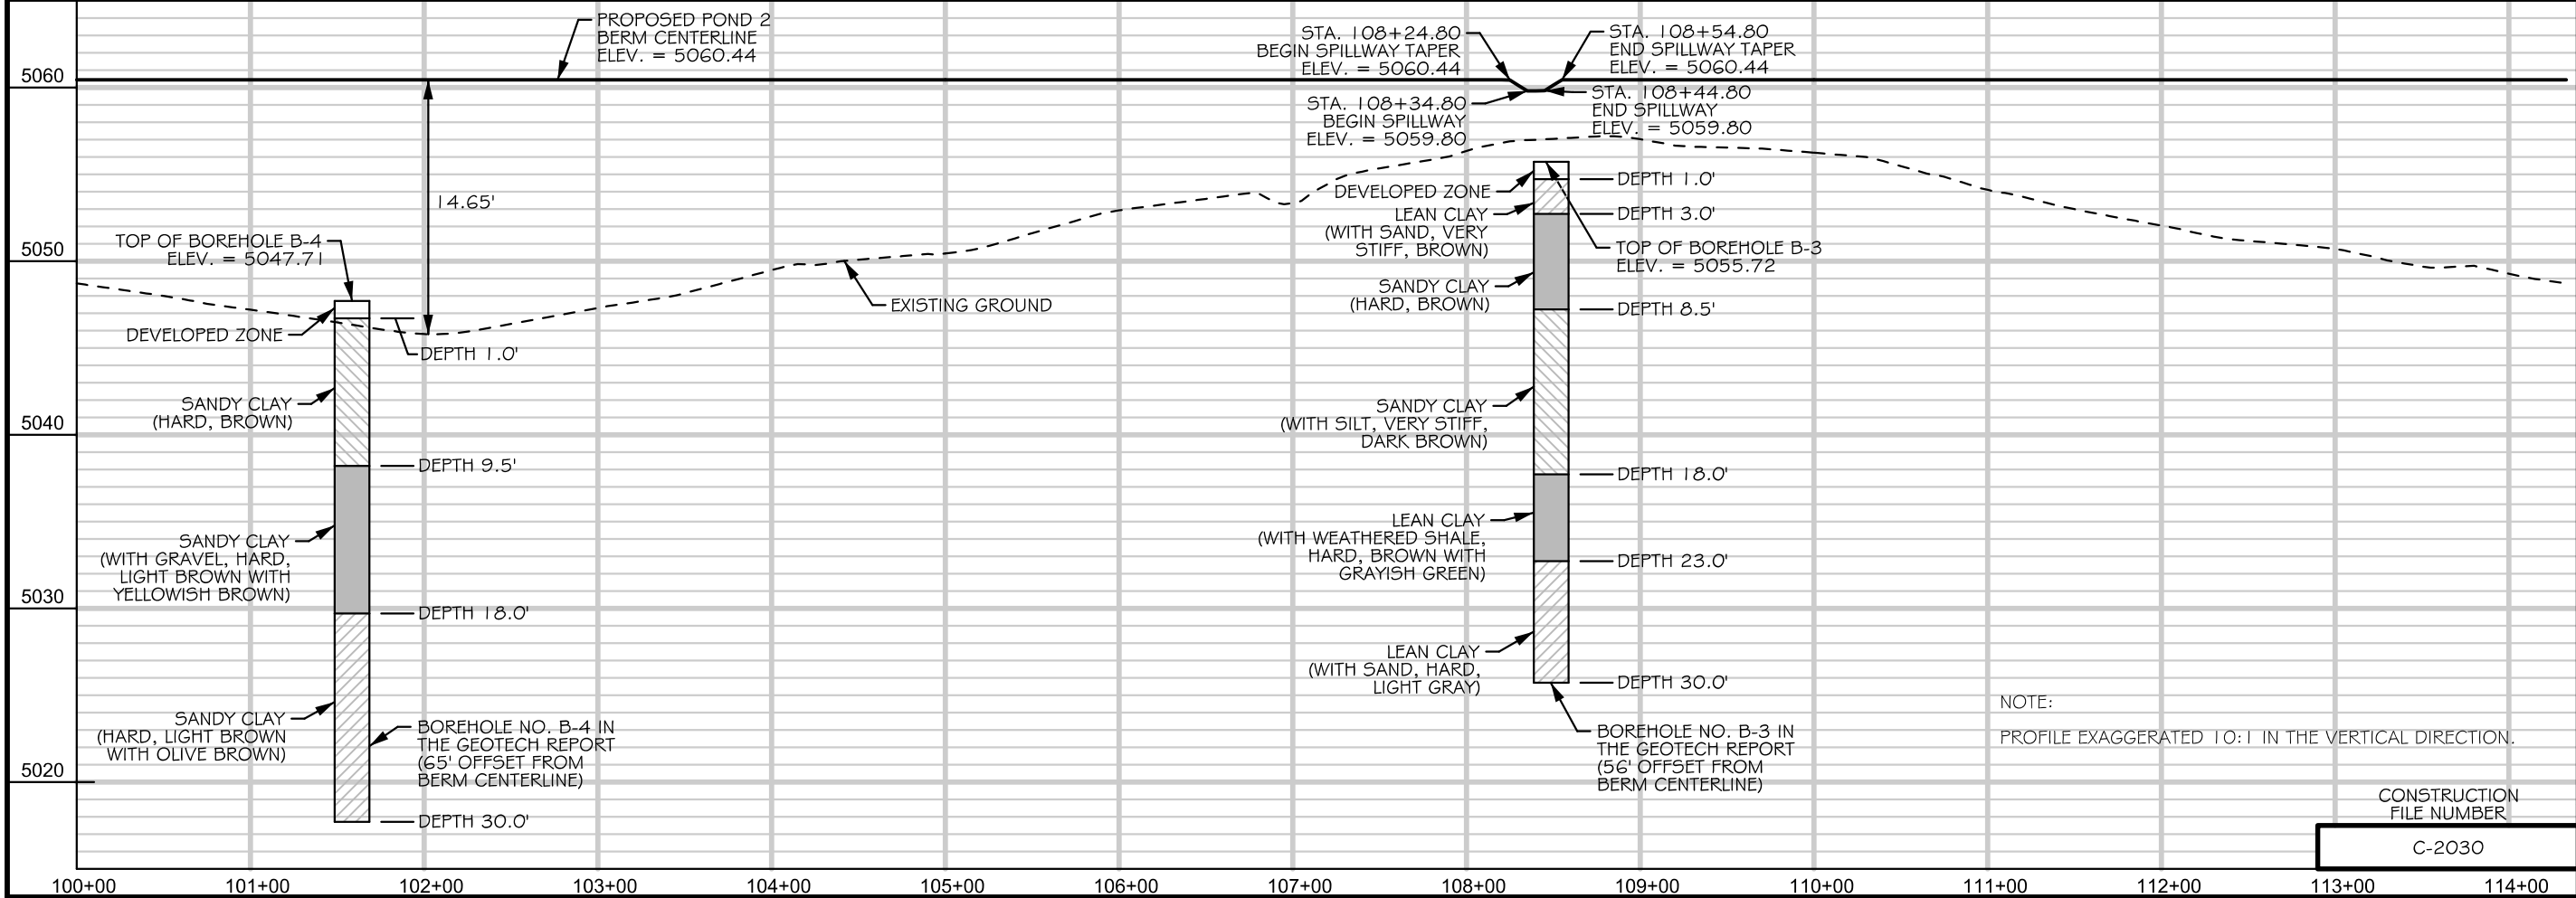 PROPOSED POND 2
BERM CENTERLINE
ELEV. = 5060.44
STA. 108+24.80
BEGIN SPILLWAY TAPER
ELEV. = 5060.44
STA. 108+54.80
END SPILLWAY TAPER
ELEV. = 5060.44
STA. 108+34.80
BEGIN SPILLWAY
ELEV. = 5059.80
STA. 108+44.80
END SPILLWAY
ELEV. = 5059.80
5060
5050
5040
5030
5020
14.65'
TOP OF BOREHOLE B-4
ELEV. = 5047.71
DEVELOPED ZONE
DEPTH 1.0'
SANDY CLAY
(HARD, BROWN)
DEPTH 9.5'
SANDY CLAY
(WITH GRAVEL, HARD,
LIGHT BROWN WITH
YELLOWISH BROWN)
DEPTH 18.0'
SANDY CLAY
(HARD, LIGHT BROWN
WITH OLIVE BROWN)
BOREHOLE NO. B-4 IN
THE GEOTECH REPORT
(65' OFFSET FROM
BERM CENTERLINE)
DEPTH 30.0'
EXISTING GROUND
DEVELOPED ZONE
DEPTH 1.0'
LEAN CLAY
(WITH SAND, VERY
STIFF, BROWN)
DEPTH 3.0'
TOP OF BOREHOLE B-3
ELEV. = 5055.72
SANDY CLAY
(HARD, BROWN)
DEPTH 8.5'
SANDY CLAY
(WITH SILT, VERY STIFF,
DARK BROWN)
DEPTH 18.0'
LEAN CLAY
(WITH WEATHERED SHALE,
HARD, BROWN WITH
GRAYISH GREEN)
DEPTH 23.0'
LEAN CLAY
(WITH SAND, HARD,
LIGHT GRAY)
DEPTH 30.0'
BOREHOLE NO. B-3 IN
THE GEOTECH REPORT
(56' OFFSET FROM
BERM CENTERLINE)
NOTE:
PROFILE EXAGGERATED 10:1 IN THE VERTICAL DIRECTION.
CONSTRUCTION
FILE NUMBER
C-2030
100+00 101+00 102+00 103+00 104+00 105+00 106+00 107+00 108+00 109+00 110+00 111+00 112+00 113+00 114+00